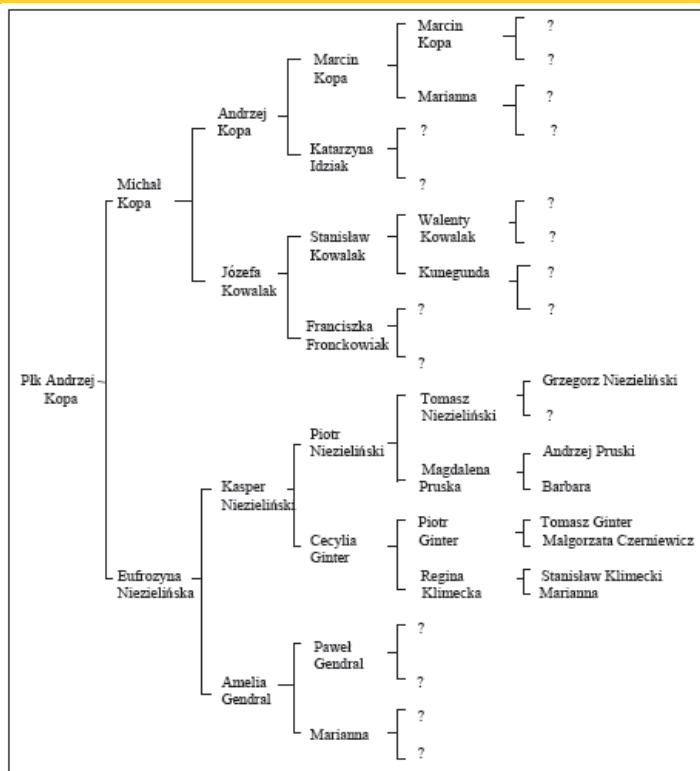 Marcin
Kopa
?
?
Marcin
Kopa
Marianna
?
?
Andrzej
Kopa
Katarzyna
Idziak
?
?
Michał
Kopa
Walenty
Kowalak
?
?
Stanisław
Kowalak
Józefa
Kowalak
Kunegunda
?
?
Franciszka
Fronckowiak
?
?
Płk Andrzej
Kopa
Grzegorz Niezieliński
?
Tomasz
Niezieliński
Piotr
Niezieliński
Andrzej Pruski
Magdalena
Pruska
Barbara
Kasper
Niezieliński
Piotr
Ginter
Tomasz Ginter
Małgorzata Czerniewicz
Cecylia
Ginter
Regina
Klimecka
Stanisław Klimecki
Marianna
Eufrozyna
Niezielińska
Paweł
Gendral
?
?
Amelia
Gendral
Marianna
?
?